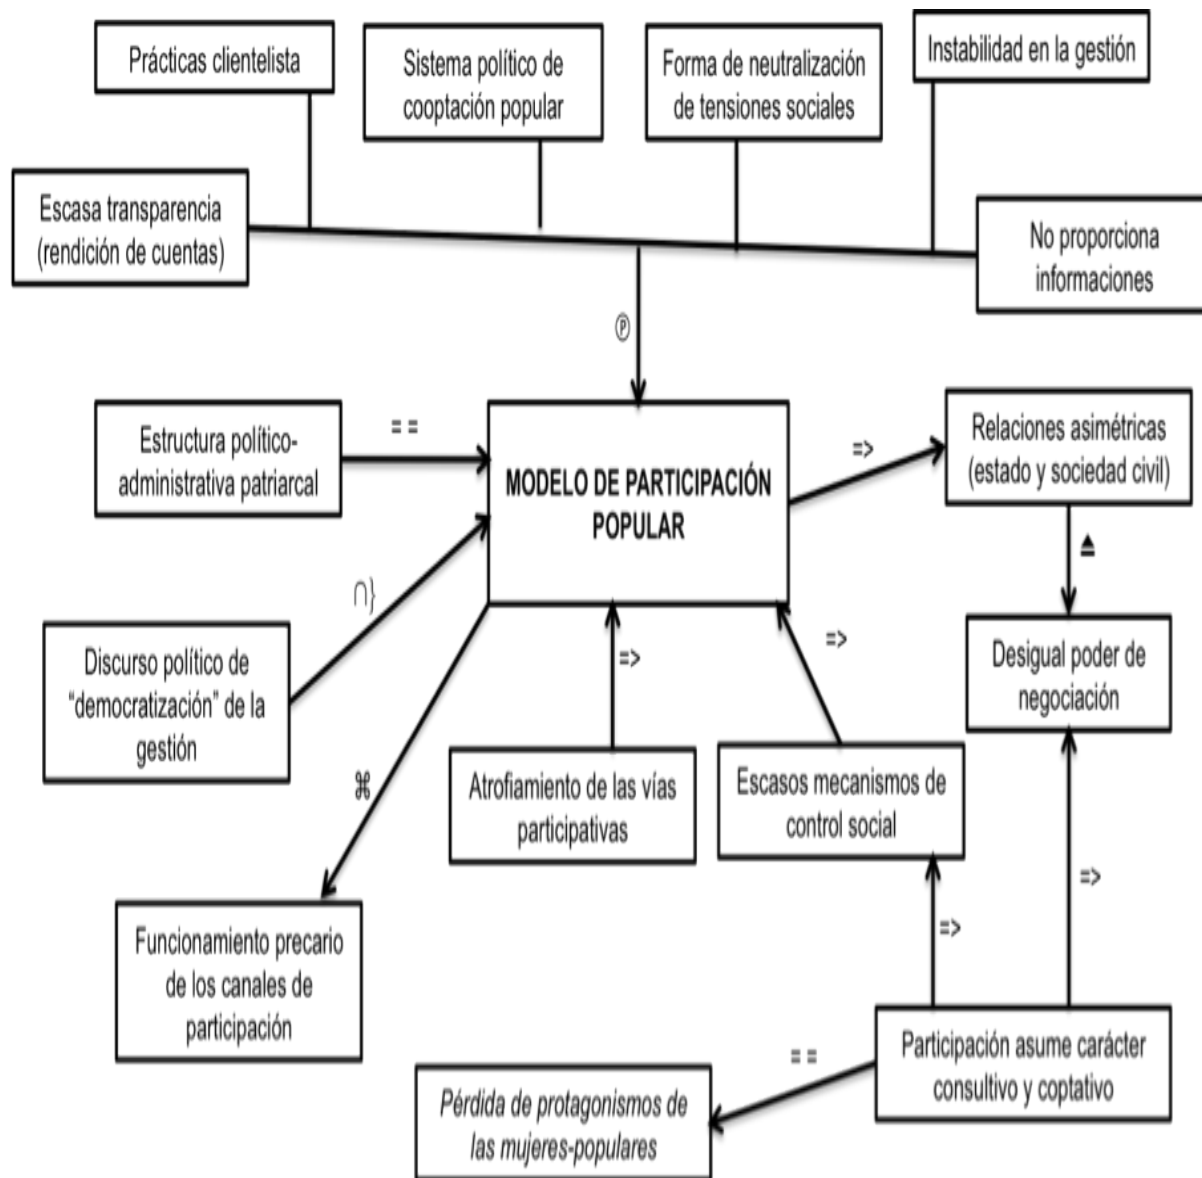 Prácticas clientelista
Sistema político de
cooptación popular
Forma de neutralización
de tensiones sociales
Instabilidad en la gestión
Escasa transparencia
(rendición de cuentas)
No proporciona
informaciones
Ⓟ
Estructura político-
administrativa patriarcal
= =
MODELO DE PARTICIPACIÓN
POPULAR
=>
Relaciones asimétricas
(estado y sociedad civil)
≜
∩}
Discurso político de
“democratización” de la
gestión
=>
=>
Desigual poder de
negociación
⌘
Atrofiamiento de las vías
participativas
Escasos mecanismos de
control social
=>
=>
Funcionamiento precario
de los canales de
participación
= =
Participación asume carácter
consultivo y coptativo
Pérdida de protagonismos de
las mujeres-populares